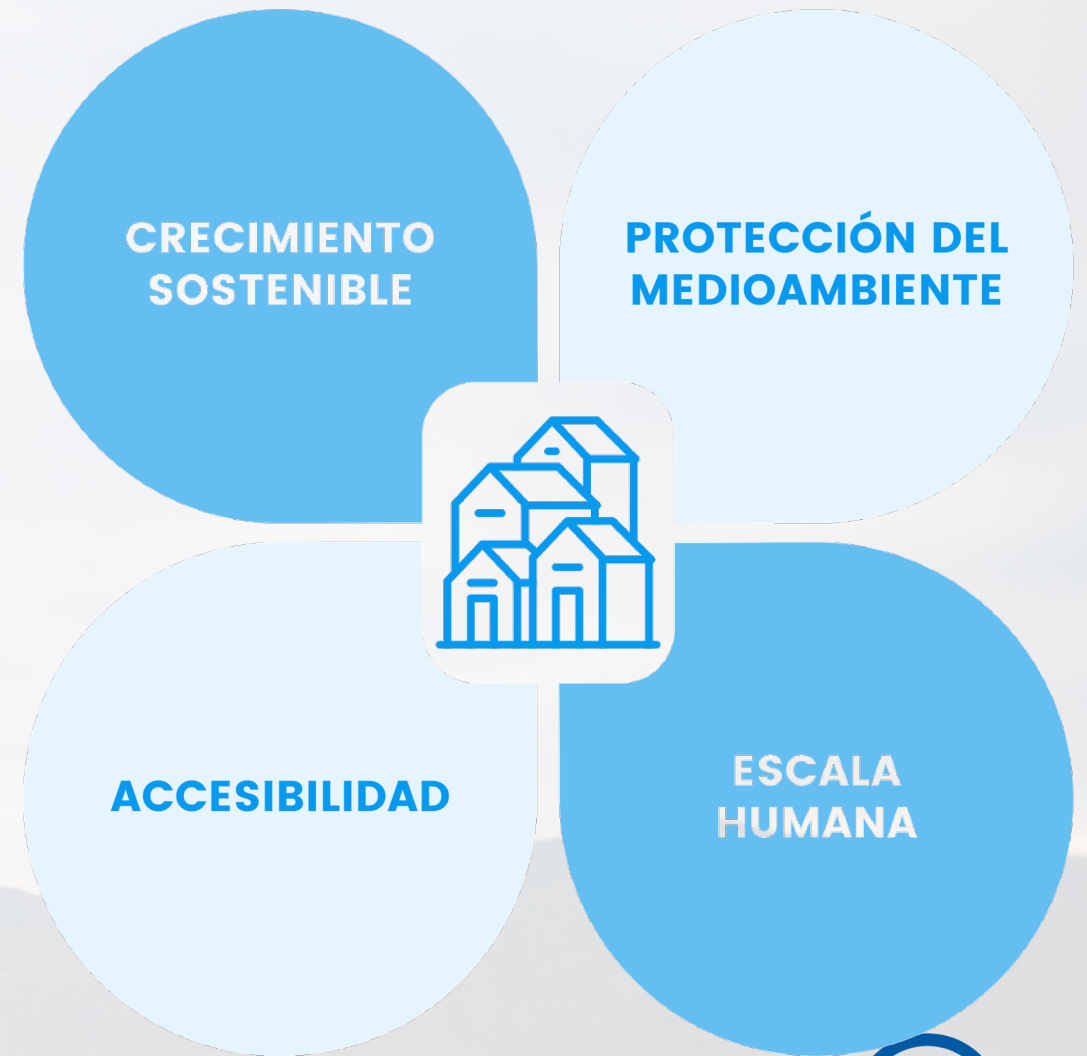 CRECIMIENTO
SOSTENIBLE
PROTECCIÓN DEL
MEDIOAMBIENTE
ACCESIBILIDAD
ESCALA
HUMANA